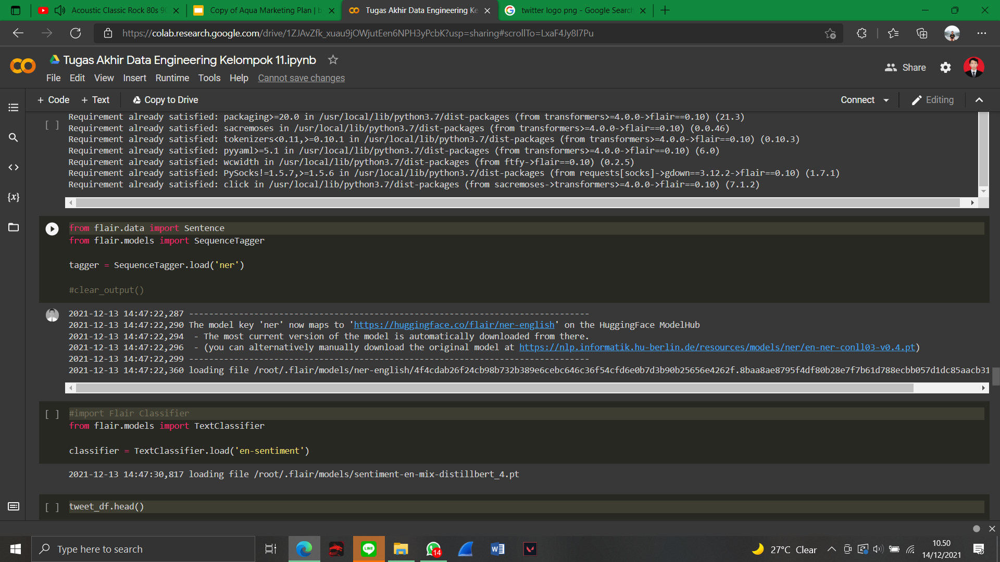 Acoustic Classic Rock 80s 9
Copy of Aqua Marketing Plan | b
Tugas Akhir Data Engineering Ke
twitter logo png - Google Search
https://colab.research.google.com/drive/1ZJAvZfk_xuau9jOWjutEen6NPH3yPcbK?usp=sharing#scrollTo=LxaF4Jy8I7Pu
Tugas Akhir Data Engineering Kelompok 11.ipynb
File Edit View Insert Runtime Tools Help Cannot save changes
Share
+ Code + Text Copy to Drive
Connect
Editing
Requirement already satisfied: packaging>=20.0 in /usr/local/lib/python3.7/dist-packages (from transformers>=4.0.0->flair==0.10) (21.3)
[ ]
Requirement already satisfied: sacremoses in /usr/local/lib/python3.7/dist-packages (from transformers>=4.0.0->flair==0.10) (0.0.46)
Requirement already satisfied: tokenizers<0.11,>=0.10.1 in /usr/local/lib/python3.7/dist-packages (from transformers>=4.0.0->flair==0.10) (0.10.3)
Requirement already satisfied: pyyaml>=5.1 in /usr/local/lib/python3.7/dist-packages (from transformers>=4.0.0->flair==0.10) (6.0)
Requirement already satisfied: wcwidth in /usr/local/lib/python3.7/dist-packages (from ftfy->flair==0.10) (0.2.5)
Requirement already satisfied: PySocks!=1.5.7,>=1.5.6 in /usr/local/lib/python3.7/dist-packages (from requests[socks]->gdown==3.12.2->flair==0.10) (1.7.1)
Requirement already satisfied: click in /usr/local/lib/python3.7/dist-packages (from sacremoses->transformers>=4.0.0->flair==0.10) (7.1.2)
{x}
from flair.data import Sentence
from flair.models import SequenceTagger
tagger = SequenceTagger.load('ner')
#clear_output()
2021-12-13 14:47:22,287 --------------------------------------------------------------------------------
2021-12-13 14:47:22,290 The model key 'ner' now maps to 'https://huggingface.co/flair/ner-english' on the HuggingFace ModelHub
2021-12-13 14:47:22,294  - The most current version of the model is automatically downloaded from there.
2021-12-13 14:47:22,296  - (you can alternatively manually download the original model at https://nlp.informatik.hu-berlin.de/resources/models/ner/en-ner-conll03-v0.4.pt)
2021-12-13 14:47:22,299 --------------------------------------------------------------------------------
2021-12-13 14:47:22,360 loading file /root/.flair/models/ner-english/4f4cdab26f24cb98b732b389e6cebc646c36f54cfd6e0b7d3b90b25656e4262f.8baa8ae8795f4df80b28e7f7b61d788ecbb057d1dc85aacb31
[ ] #import Flair Classifier
from flair.models import TextClassifier
classifier = TextClassifier.load('en-sentiment')
2021-12-13 14:47:30,817 loading file /root/.flair/models/sentiment-en-mix-distillbert_4.pt
[ ] tweet_df.head()
Type here to search
LINE
14
W
27°C Clear
10.50
14/12/2021